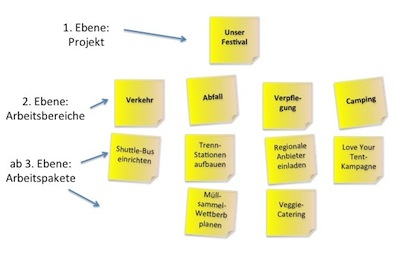 1. Ebene:
Projekt
Unser
Festival
2. Ebene:
Arbeitsbereiche
Verkehr
Abfall
Verpfle-
gung
Camping
ab 3. Ebene:
Arbeitspakete
Shuttle-Bus
einrichten
Trenn-
Stationen
aufbauen
Regionale
Anbieter
einladen
Love Your
Tent-
Kampagne
Müll-
sammel-
Wettberb
planen
Veggie-
Catering